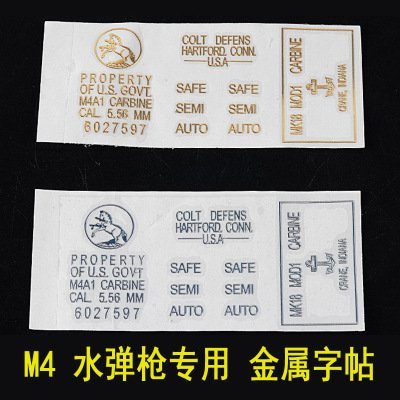 PROPERTY
OF U.S. GOVT.
M4A1 CARBINE
CAL. 5.56 MM
6027597
COLT DEFENS
HARTFORD, CONN.
U.S.A
SAFE SAFE
SEMI SEMI
AUTO AUTO
MK18 MOD1 CARBINE
CRANE, INDIANA
PROPERTY
OF U.S. GOVT
M4A1 CARBINE
CAL. 5.56 MM
6027597
COLT DEFENS
HARTFORD, CONN.
U.S.A
SAFE SAFE
SEMI SEMI
AUTO AUTO
MK18 MOD1 CARBINE
CRANE, INDIANA
M4 水弹枪专用 金属字帖